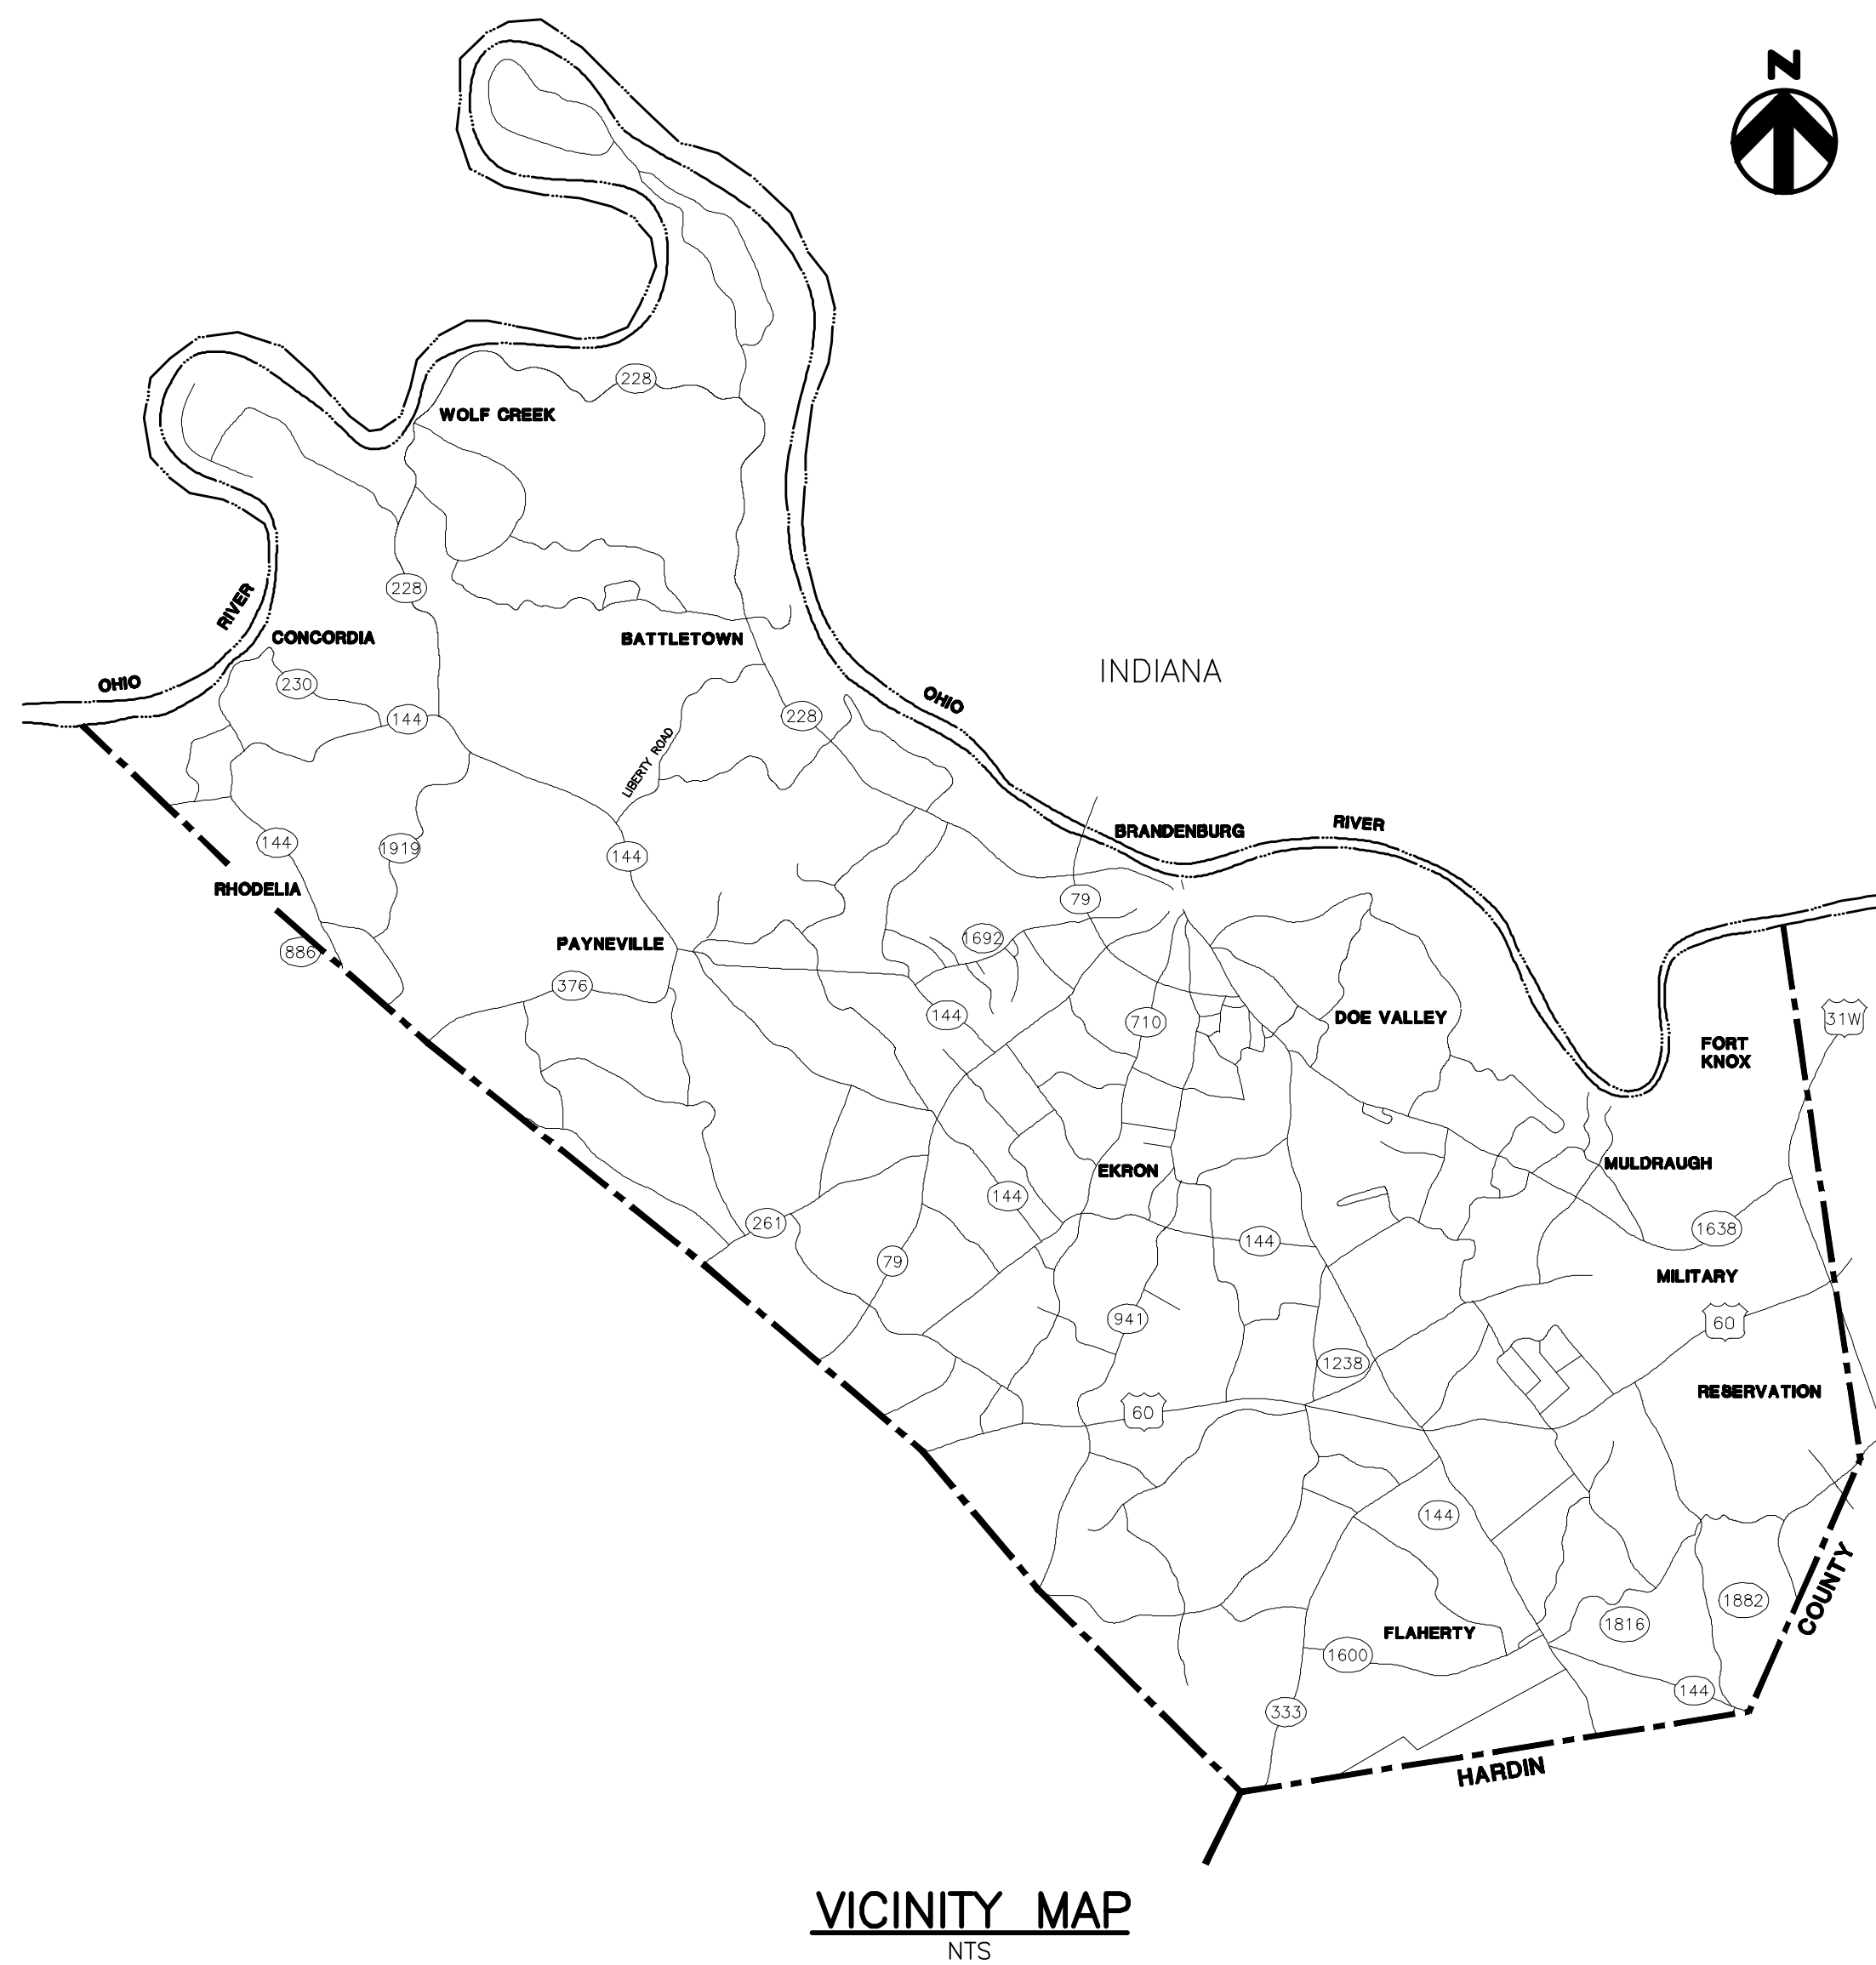 N
228
WOLF CREEK
228
RIVER
CONCORDIA
BATTLETOWN
INDIANA
OHIO
230
OHIO
144
228
LIBERTY ROAD
BRANDENBURG
RIVER
144
1919
144
RHODELIA
79
886
PAYNEVILLE
1692
376
144
710
DOE VALLEY
31W
FORT
KNOX
EKRON
MULDRAUGH
144
261
1638
79
144
MILITARY
941
60
1238
RESERVATION
60
144
COUNTY
1882
1816
FLAHERTY
1600
144
333
HARDIN
VICINITY MAP
NTS